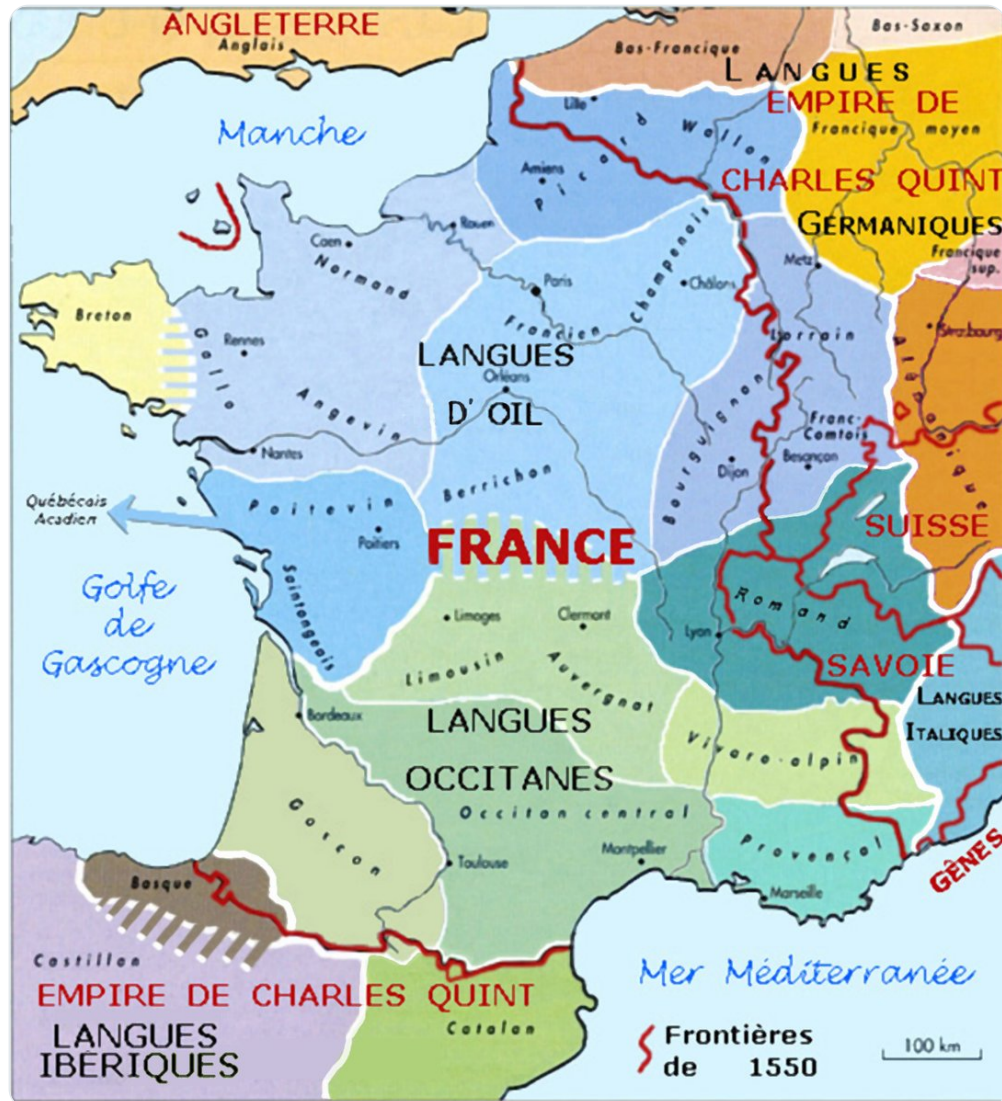 ANGLETERRE
Anglais
Bas-Francique
Bas-Saxon
LANGUES
EMPIRE DE
Francique moyen
CHARLES QUINT
GERMANIQUES
Francique
sup.
Manche
Lille
Picard Wallon
Amiens
Rouen
Caen
Normand
Metz
Champenois
Châlons
Paris
Francien
Breton
Gallo
Rennes
Lorrain
Strasbourg
Alémanique
LANGUES
D'OIL
Orléans
Angevin
Bourguignon
Franc-
Comtois
Nantes
Berrichon
Dijon
Besançon
Québécais
Acadien
Poitevin
Poitiers
FRANCE
SUISSE
Saintongeais
Golfe
de
Gascogne
Limoges
Clermont
Romand
Lyon
Limousin
Auvergnat
SAVOIE
LANGUES
ITALIQUES
Bordeaux
LANGUES
OCCITANES
Vivaro-alpin
Gascon
Occitan central
Provençal
GÊNES
Toulouse
Montpellier
Marseille
Basque
Castillan
Mer Méditerranée
EMPIRE DE CHARLES QUINT
LANGUES
IBÉRIQUES
Catalan
Frontières
de 1550
100 km